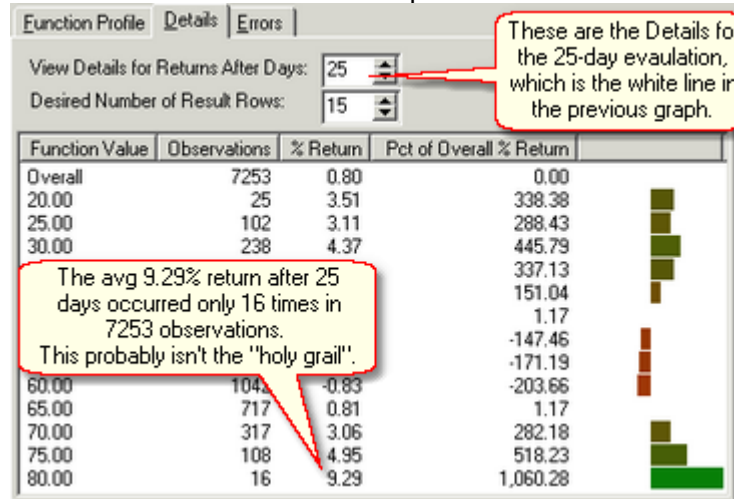 Function Profile Details Errors
These are the Details fo
the 25-day evaulation,
which is the white line in
the previous graph.
View Details for Returns After Days: 25
Desired Number of Result Rows: 15
Function Value Observations % Return Pct of Overall % Return
Overall 7253 0.80 0.00
20.00 25 3.51 338.38
25.00 102 3.11 288.43
30.00 238 4.37 445.79
337.13
151.04
1.17
-147.46
-171.19
The avg 9.29% return after 25
days occurred only 16 times in
7253 observations.
This probably isn't the "holy grail".
60.00 1042 -0.83 -203.66
65.00 717 0.81 1.17
70.00 317 3.06 282.18
75.00 108 4.95 518.23
80.00 16 9.29 1,060.28